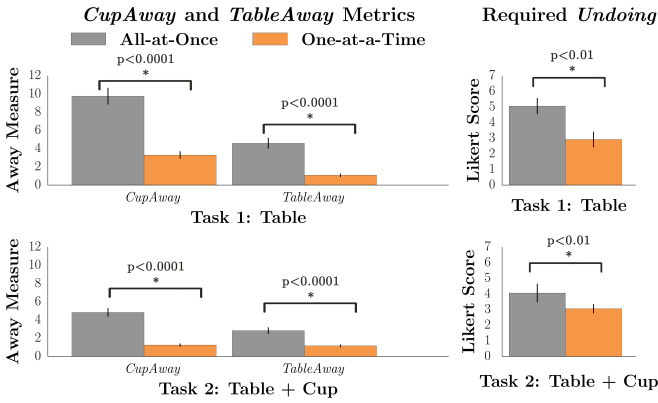 CupAway and TableAway Metrics
Required Undoing
All-at-Once
One-at-a-Time
Away Measure
12
10
8
6
4
2
0
p<0.0001
*
p<0.0001
*
CupAway
TableAway
Task 1: Table
Likert Score
7
6
5
4
3
2
1
0
p<0.01
*
Task 1: Table
Away Measure
12
10
8
6
4
2
0
p<0.0001
*
p<0.0001
*
CupAway
TableAway
Task 2: Table + Cup
Likert Score
7
6
5
4
3
2
1
0
p<0.01
*
Task 2: Table + Cup